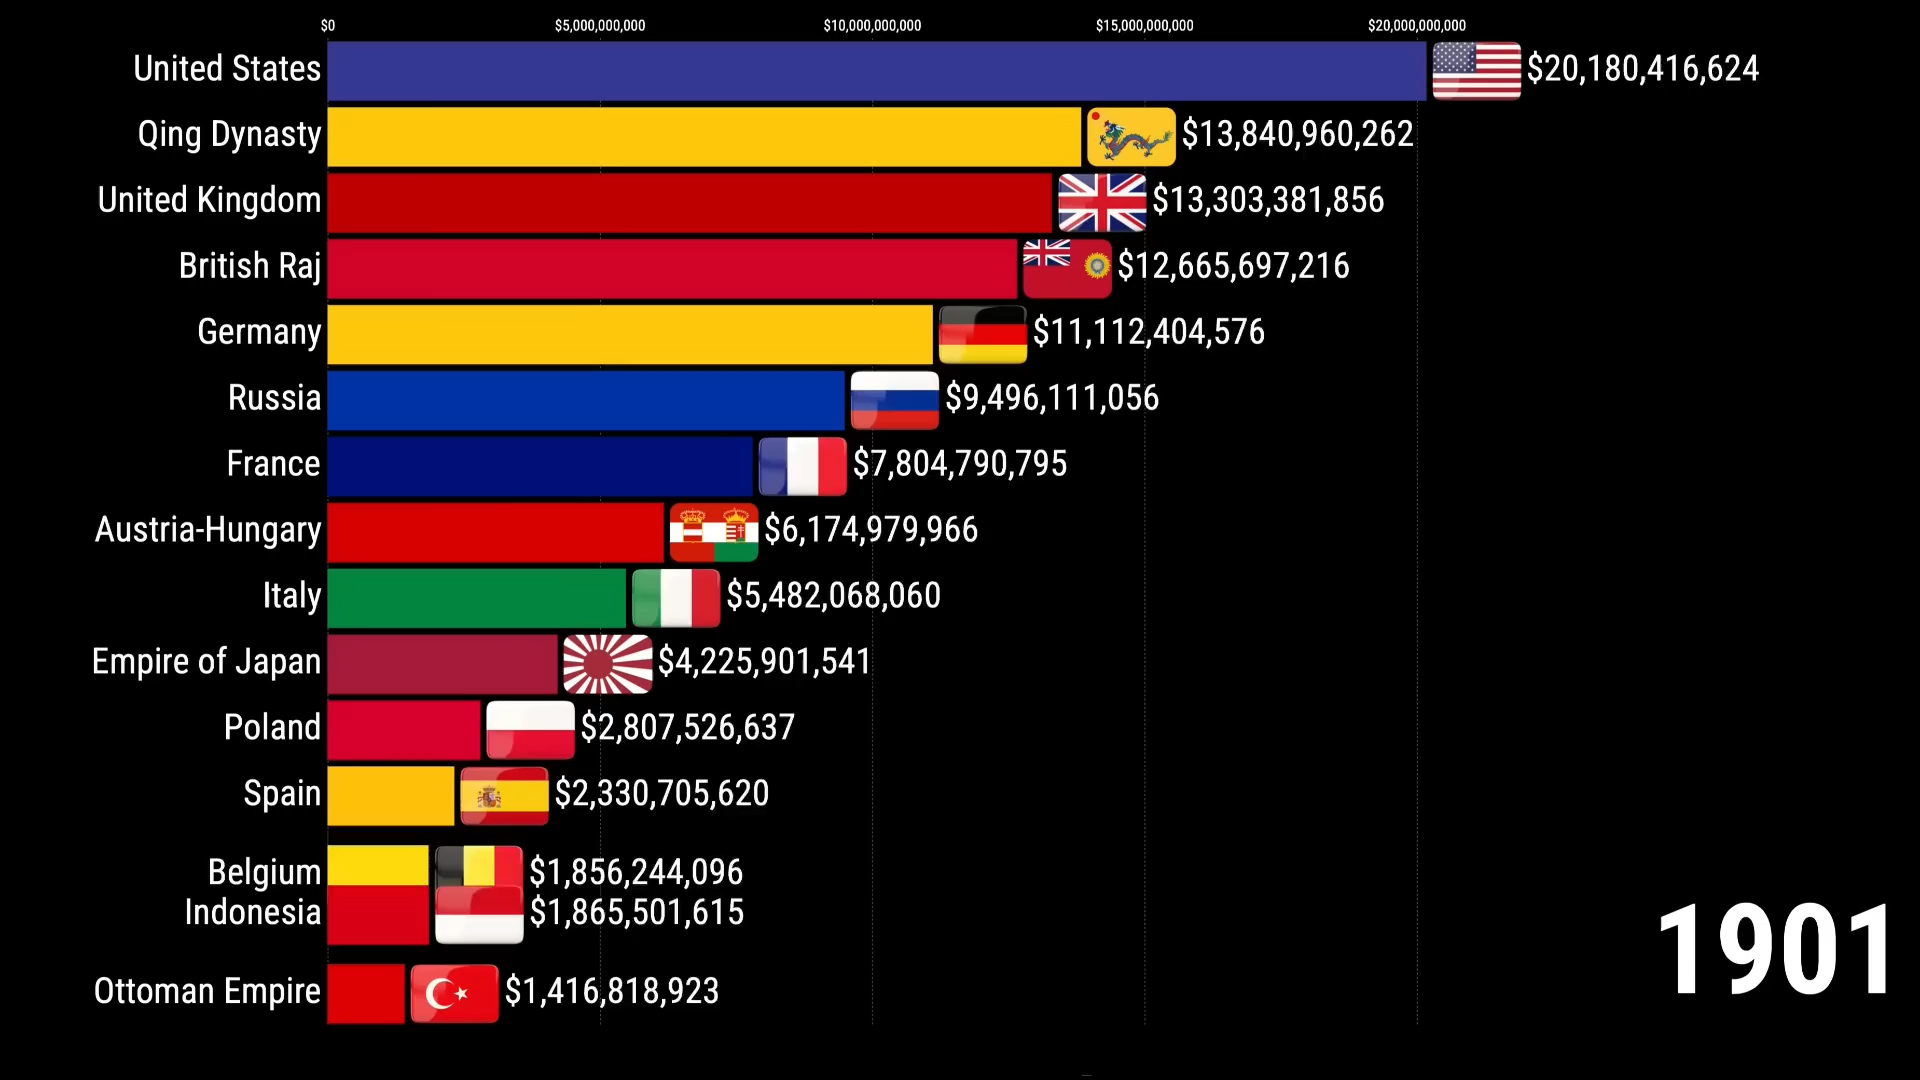 $0 $5,000,000,000 $10,000,000,000 $15,000,000,000 $20,000,000,000
United States $20,180,416,624
Qing Dynasty $13,840,960,262
United Kingdom $13,303,381,856
British Raj $12,665,697,216
Germany $11,112,404,576
Russia $9,496,111,056
France $7,804,790,795
Austria-Hungary $6,174,979,966
Italy $5,482,068,060
Empire of Japan $4,225,901,541
Poland $2,807,526,637
Spain $2,330,705,620
Belgium $1,856,244,096
Indonesia $1,865,501,615
Ottoman Empire $1,416,818,923
1901